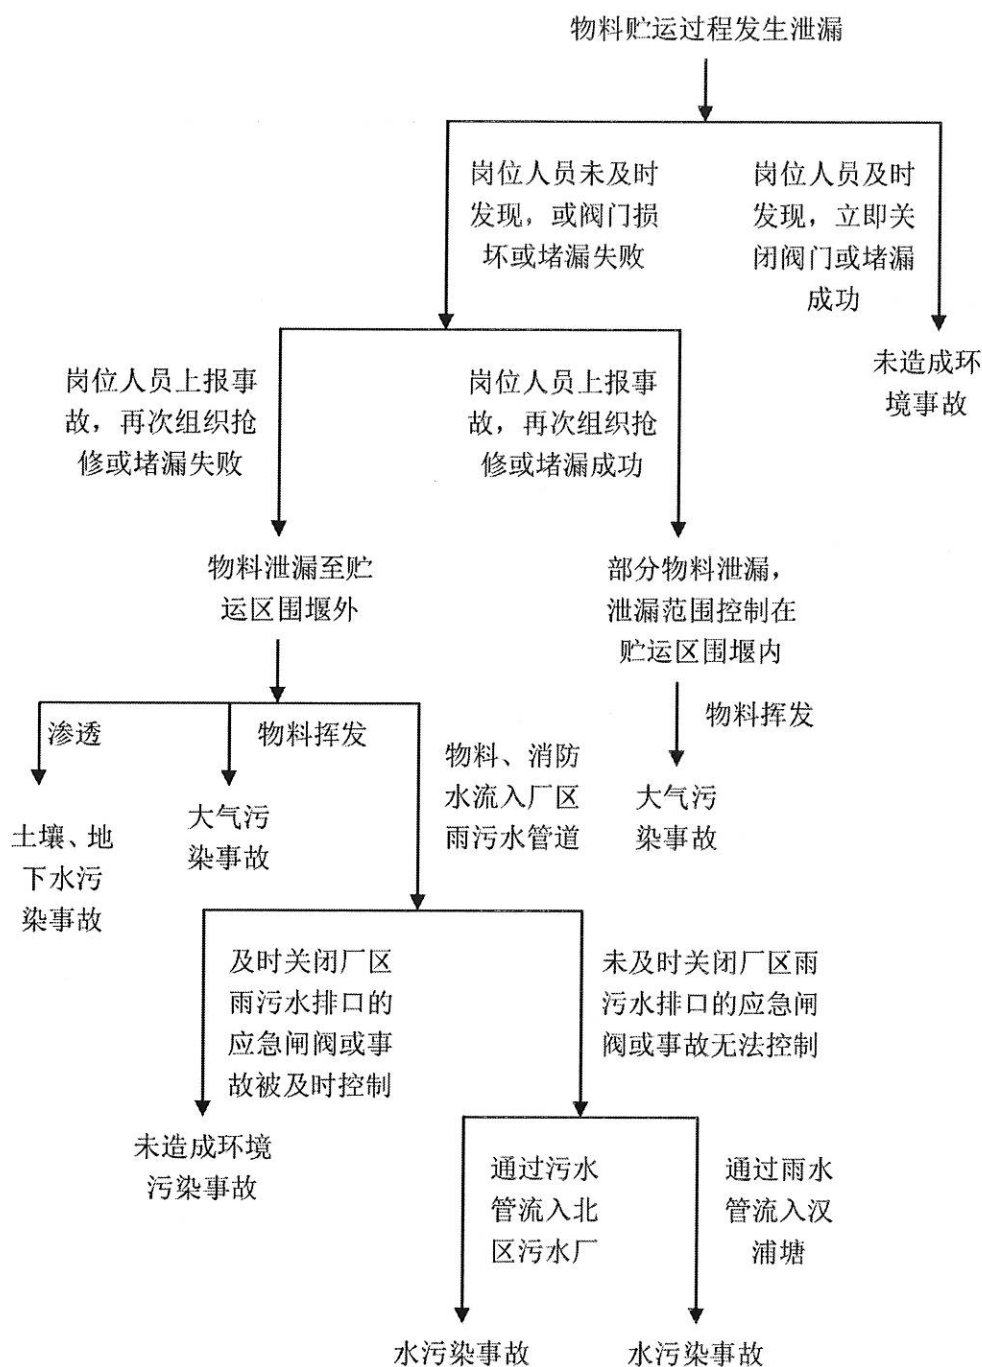 物料贮运过程发生泄漏
岗位人员未及时
发现，或阀门损
坏或堵漏失败
岗位人员及时
发现，立即关
闭阀门或堵漏
成功
未造成环
境事故
岗位人员上报事
故，再次组织抢
修或堵漏失败
岗位人员上报事
故，再次组织抢
修或堵漏成功
物料泄漏至贮
运区围堰外
部分物料泄漏，
泄漏范围控制在
贮运区围堰内
渗透
物料挥发
物料、消防
水流入厂区
雨污水管道
物料挥发
土壤、地
下水污
染事故
大气污
染事故
大气污
染事故
及时关闭厂区
雨污水排口的
应急闸阀或事
故被及时控制
未及时关闭厂区雨
污水排口的应急闸
阀或事故无法控制
未造成环境
污染事故
通过污水
管流入北
区污水厂
通过雨水
管流入汉
浦塘
水污染事故
水污染事故